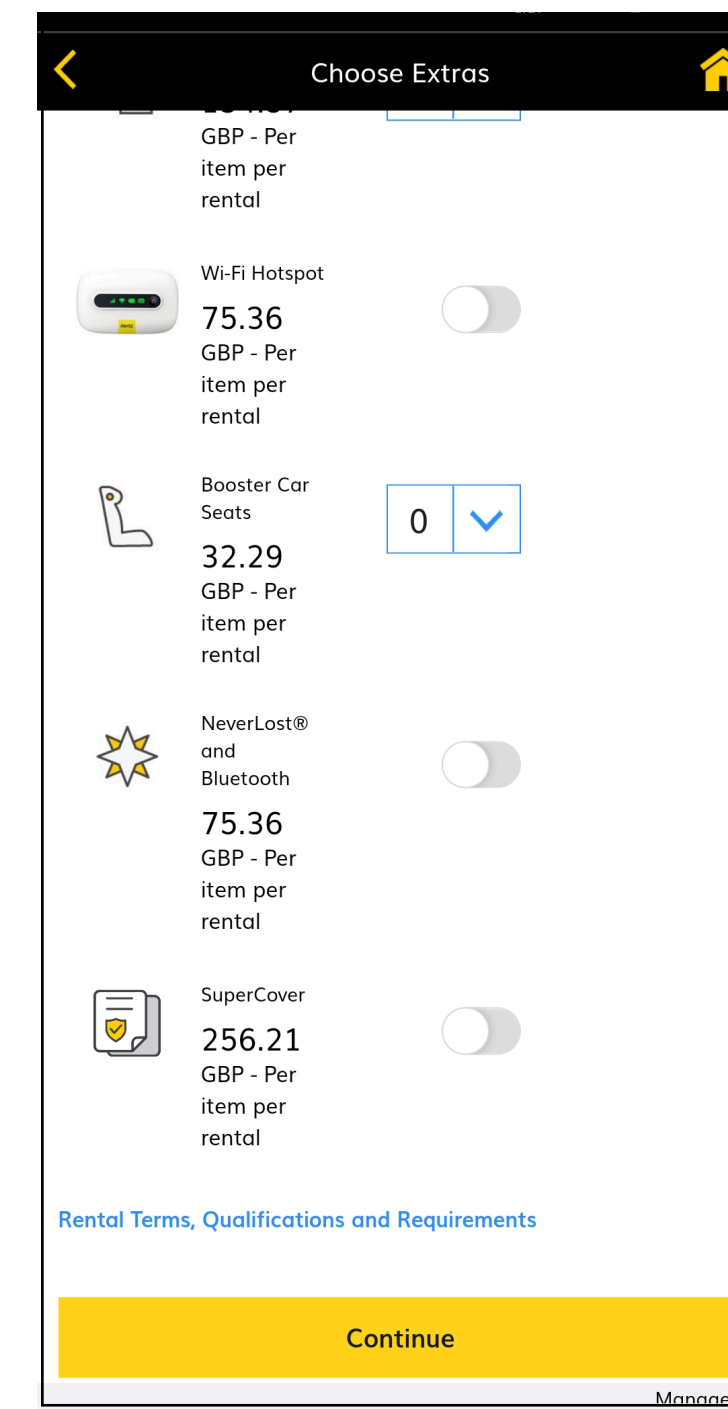 Choose Extras
GBP - Per
item per
rental
Wi-Fi Hotspot
75.36
GBP - Per
item per
rental
Booster Car
Seats
0
32.29
GBP - Per
item per
rental
NeverLost®
and
Bluetooth
75.36
GBP - Per
item per
rental
SuperCover
256.21
GBP - Per
item per
rental
Rental Terms, Qualifications and Requirements
Continue
Manage